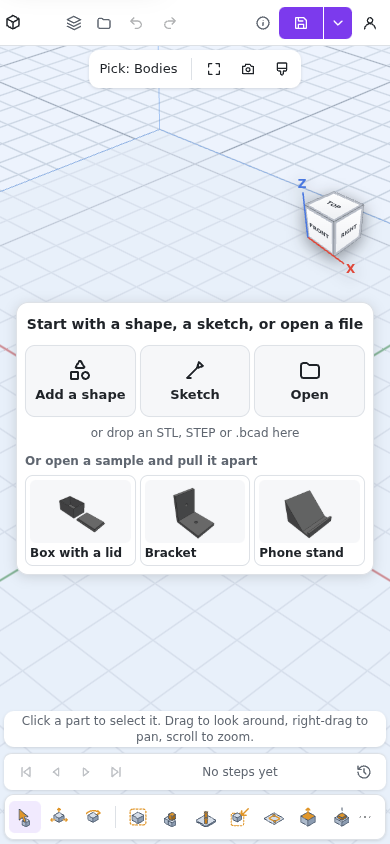 Pick: Bodies
Z
TOP
FRONT
RIGHT
X
Start with a shape, a sketch, or open a file
Add a shape
Sketch
Open
or drop an STL, STEP or .bcad here
Or open a sample and pull it apart
Box with a lid
Bracket
Phone stand
Click a part to select it. Drag to look around, right-drag to
pan, scroll to zoom.
No steps yet